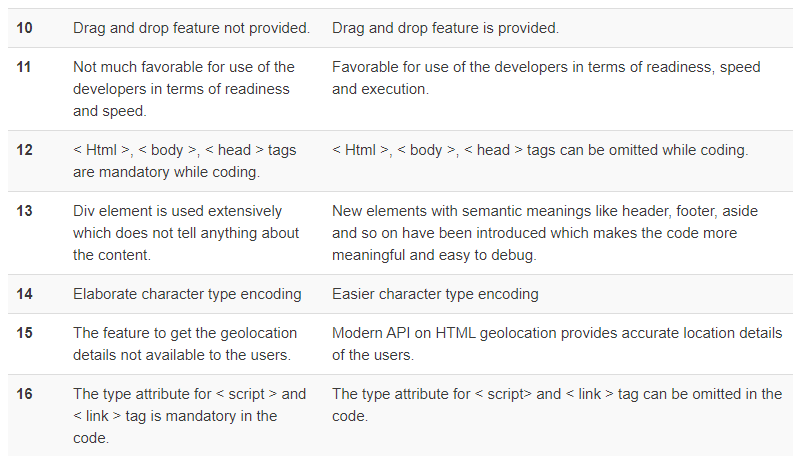 10 Drag and drop feature not provided. Drag and drop feature is provided.
11 Not much favorable for use of the Favorable for use of the developers in terms of readiness, speed
developers in terms of readiness and execution.
and speed.
12 < Html >, < body >, < head > tags < Html >, < body >, < head > tags can be omitted while coding.
are mandatory while coding.
13 Div element is used extensively New elements with semantic meanings like header, footer, aside
which does not tell anything about and so on have been introduced which makes the code more
the content. meaningful and easy to debug.
14 Elaborate character type encoding Easier character type encoding
15 The feature to get the geolocation Modern API on HTML geolocation provides accurate location details
details not available to the users. of the users.
16 The type attribute for < script > and The type attribute for < script> and < link > tag can be omitted in the
< link > tag is mandatory in the code.
code.